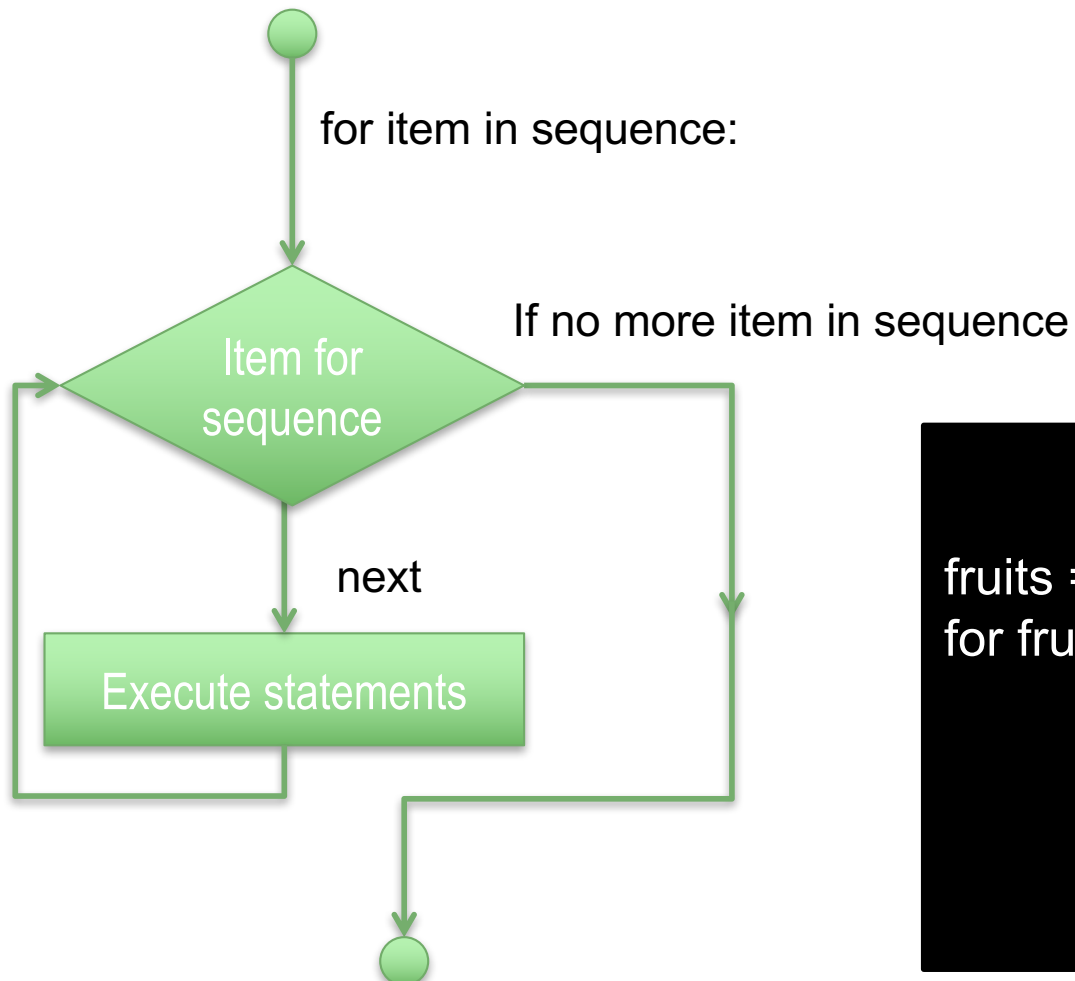 for item in sequence:
If no more item in sequence
Item for
sequence
next
Execute statements
fruits =
for fru